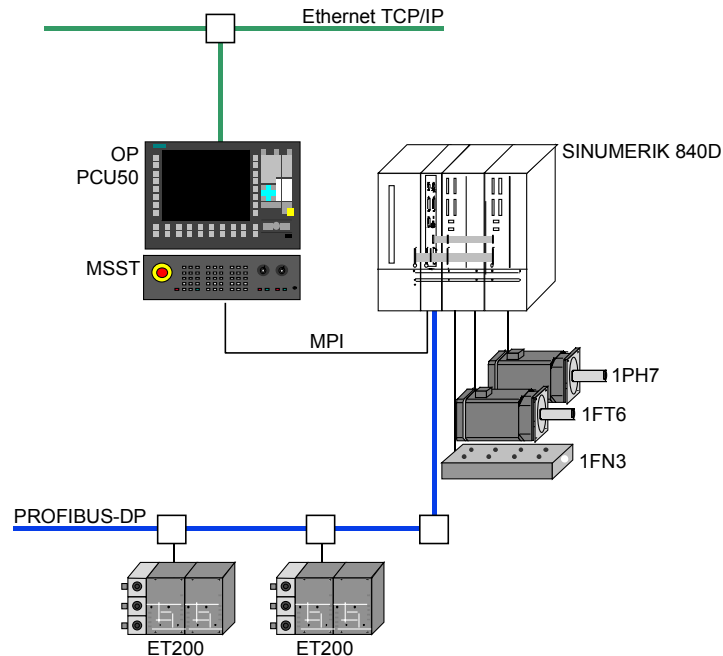 Ethernet TCP/IP
OP
PCU50
SINUMERIK 840D
MSST
MPI
1PH7
1FT6
1FN3
PROFIBUS-DP
ET200
ET200